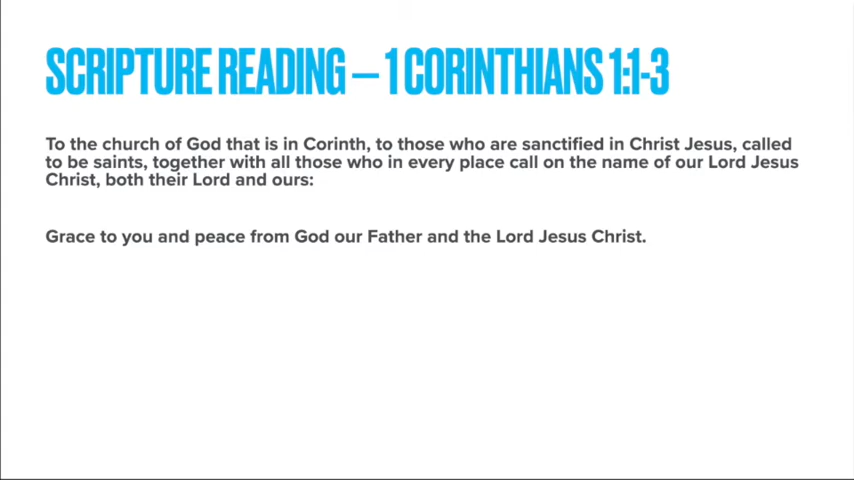 SCRIPTURE READING – 1 CORINTHIANS 1:1-3
To the church of God that is in Corinth, to those who are sanctified in Christ Jesus, called
to be saints, together with all those who in every place call on the name of our Lord Jesus
Christ, both their Lord and ours:
Grace to you and peace from God our Father and the Lord Jesus Christ.